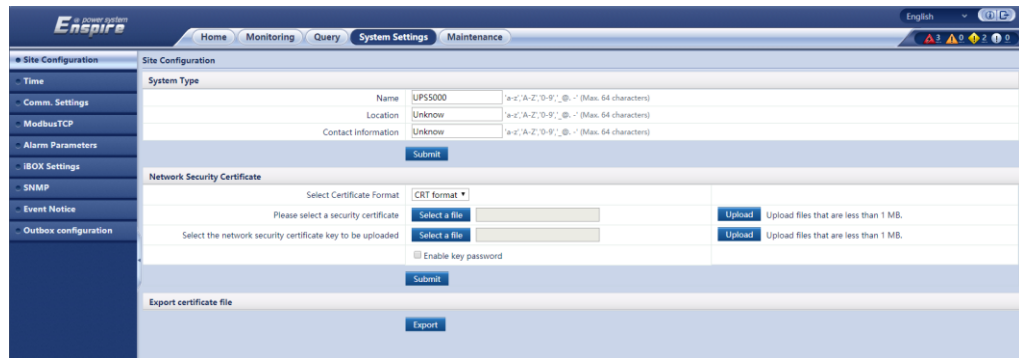 English
Enspire e power system
Home Monitoring Query System Settings Maintenance
3 0 2 0
Site Configuration
Time
Comm. Settings
ModbusTCP
Alarm Parameters
iBOX Settings
SNMP
Event Notice
Outbox configuration
Site Configuration
System Type
Name UPS5000 'a-z','A-Z','0-9','_@. -' (Max. 64 characters)
Location Unknow 'a-z','A-Z','0-9','_@. -' (Max. 64 characters)
Contact information Unknow 'a-z','A-Z','0-9','_@. -' (Max. 64 characters)
Submit
Network Security Certificate
Select Certificate Format CRT format
Please select a security certificate Select a file Upload Upload files that are less than 1 MB.
Select the network security certificate key to be uploaded Select a file Upload Upload files that are less than 1 MB.
Enable key password
Submit
Export certificate file
Export